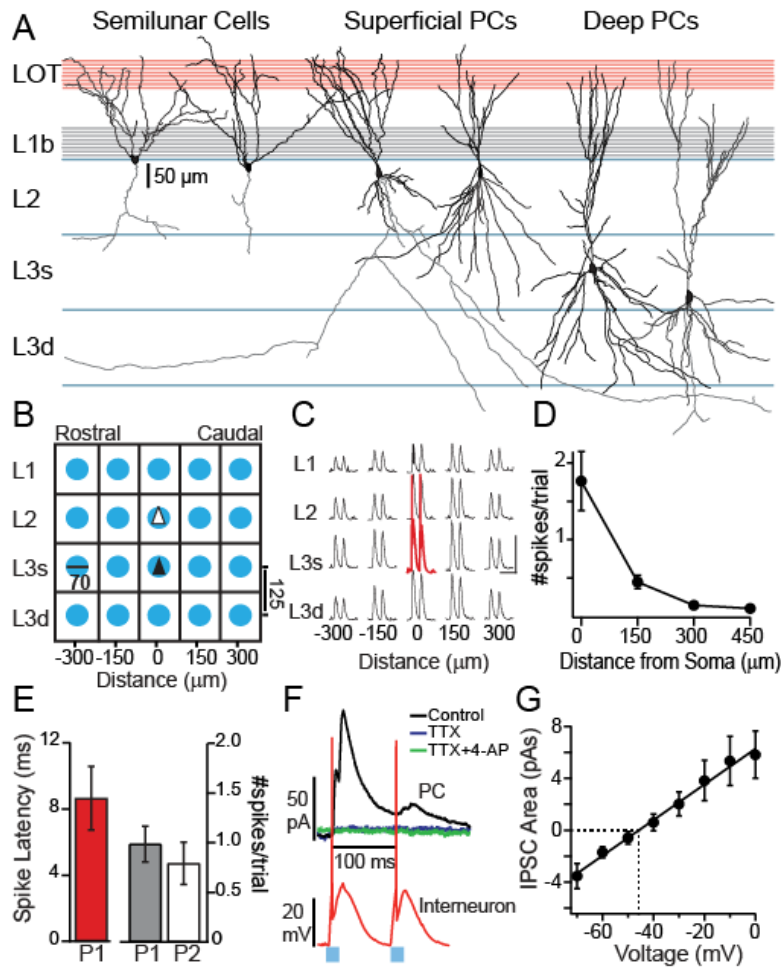 A
Semilunar Cells
Superficial PCs
Deep PCs
LOT
L1b
50 µm
L2
L3s
L3d
B
Rostral
Caudal
L1
L2
L3s
L3d
70
125
-300
-150
0
150
300
Distance (µm)
C
L1
L2
L3s
L3d
-300
-150
0
150
300
Distance (µm)
D
#spikes/trial
2
1
0
150
300
450
Distance from Soma (µm)
E
Spike Latency (ms)
12
8
4
0
#spikes/trial
2.0
1.5
1.0
0.5
0
P1
P1
P2
F
Control
TTX
TTX+4-AP
PC
50
pA
100 ms
20
mV
Interneuron
G
IPSC Area (pAs)
8
4
0
-4
-60
-40
-20
0
Voltage (mV)